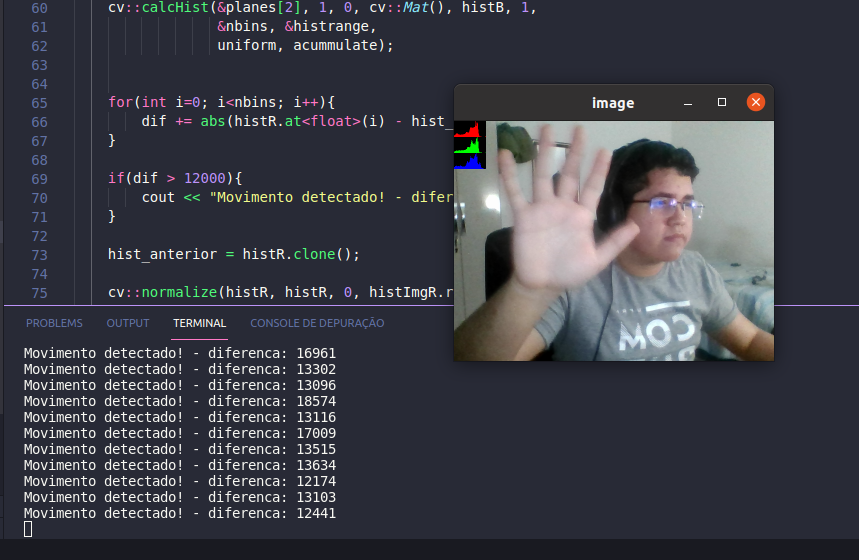 60 cv::calcHist(&planes[2], 1, 0, cv::Mat(), histB, 1,
61 &nbins, &histrange,
62 uniform, acummulate);
63
64
65 for(int i=0; i<nbins; i++){
66 dif += abs(histR.at<float>(i) - hist_
67 }
68
69 if(dif > 12000){
70 cout << "Movimento detectado! - difer
71 }
72
73 hist_anterior = histR.clone();
74
75 cv::normalize(histR, histR, 0, histImgR.r
image
COM
PROBLEMS OUTPUT TERMINAL CONSOLE DE DEPURAÇÃO
Movimento detectado! - diferenca: 16961
Movimento detectado! - diferenca: 13302
Movimento detectado! - diferenca: 13096
Movimento detectado! - diferenca: 18574
Movimento detectado! - diferenca: 13116
Movimento detectado! - diferenca: 17009
Movimento detectado! - diferenca: 13515
Movimento detectado! - diferenca: 13634
Movimento detectado! - diferenca: 12174
Movimento detectado! - diferenca: 13103
Movimento detectado! - diferenca: 12441